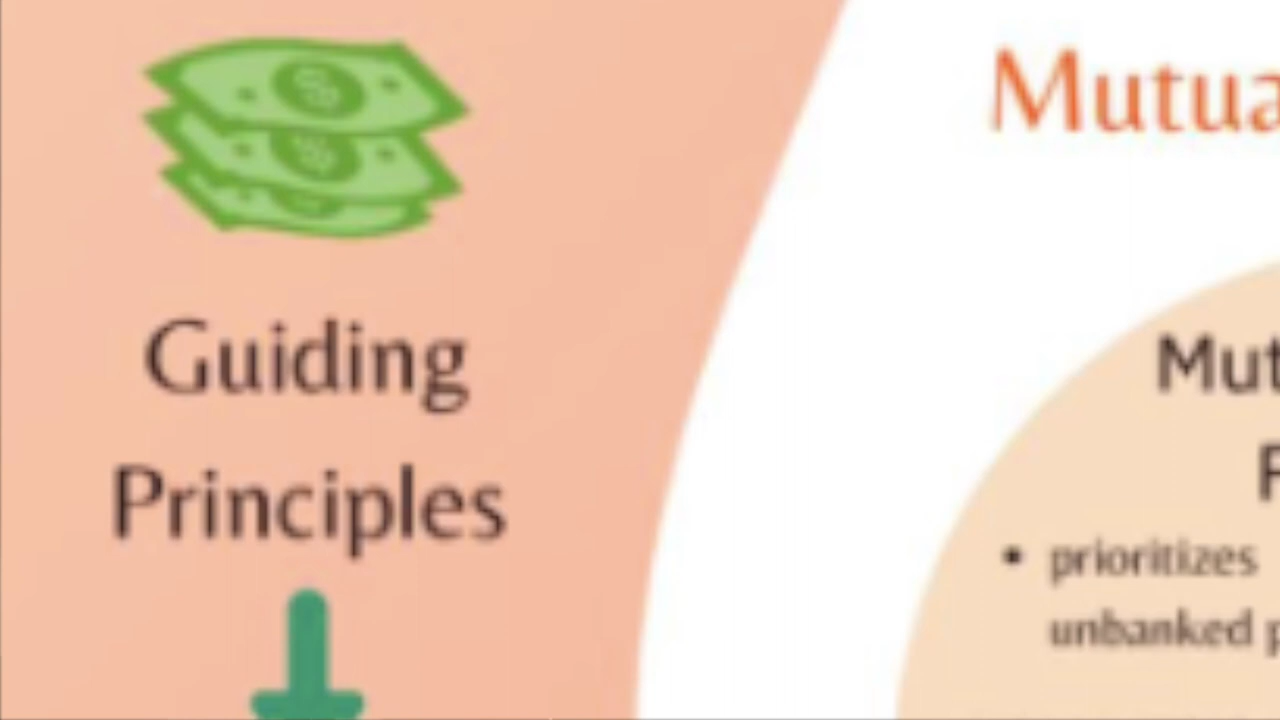 Guiding
Principles
Mutua
Mut
F
• prioritizes
unbanked p